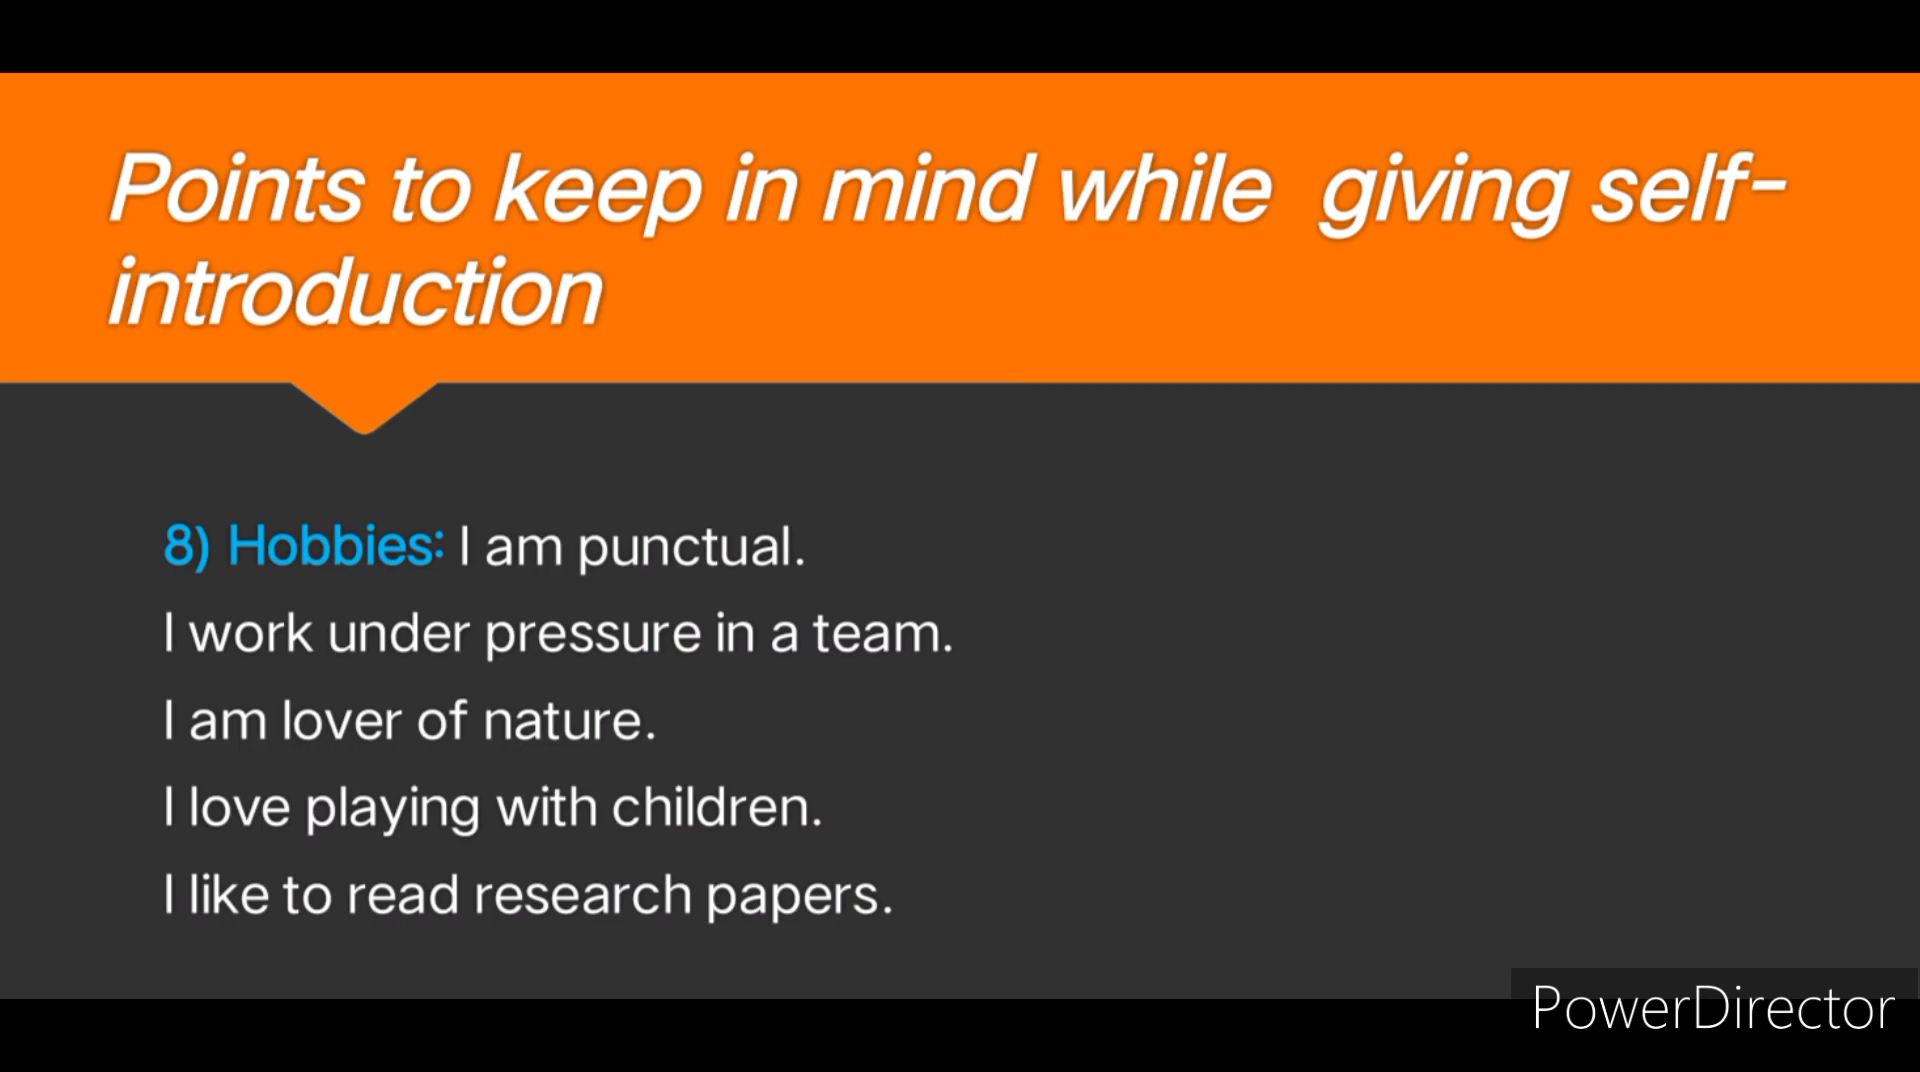 Points to keep in mind while  giving self-
introduction
8) Hobbies: I am punctual.
I work under pressure in a team.
I am lover of nature.
I love playing with children.
I like to read research papers.
PowerDirector